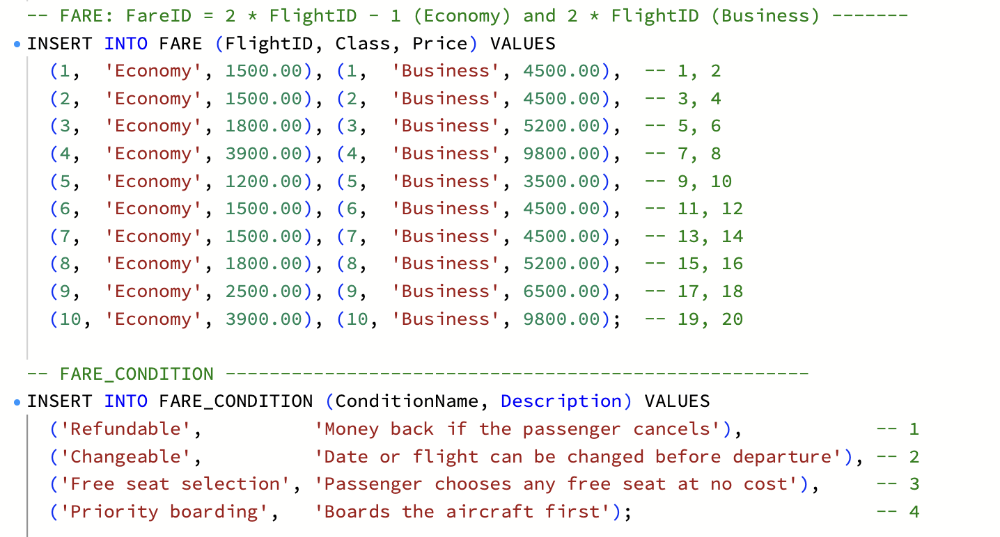 -- FARE: FareID = 2 * FlightID - 1 (Economy) and 2 * FlightID (Business) -------
INSERT INTO FARE (FlightID, Class, Price) VALUES
  (1,  'Economy', 1500.00), (1,  'Business', 4500.00),  -- 1, 2
  (2,  'Economy', 1500.00), (2,  'Business', 4500.00),  -- 3, 4
  (3,  'Economy', 1800.00), (3,  'Business', 5200.00),  -- 5, 6
  (4,  'Economy', 3900.00), (4,  'Business', 9800.00),  -- 7, 8
  (5,  'Economy', 1200.00), (5,  'Business', 3500.00),  -- 9, 10
  (6,  'Economy', 1500.00), (6,  'Business', 4500.00),  -- 11, 12
  (7,  'Economy', 1500.00), (7,  'Business', 4500.00),  -- 13, 14
  (8,  'Economy', 1800.00), (8,  'Business', 5200.00),  -- 15, 16
  (9,  'Economy', 2500.00), (9,  'Business', 6500.00),  -- 17, 18
  (10, 'Economy', 3900.00), (10, 'Business', 9800.00);  -- 19, 20
-- FARE_CONDITION -----------------------------------------------------
INSERT INTO FARE_CONDITION (ConditionName, Description) VALUES
  ('Refundable',          'Money back if the passenger cancels'),            -- 1
  ('Changeable',          'Date or flight can be changed before departure'), -- 2
  ('Free seat selection', 'Passenger chooses any free seat at no cost'),     -- 3
  ('Priority boarding',   'Boards the aircraft first');                      -- 4